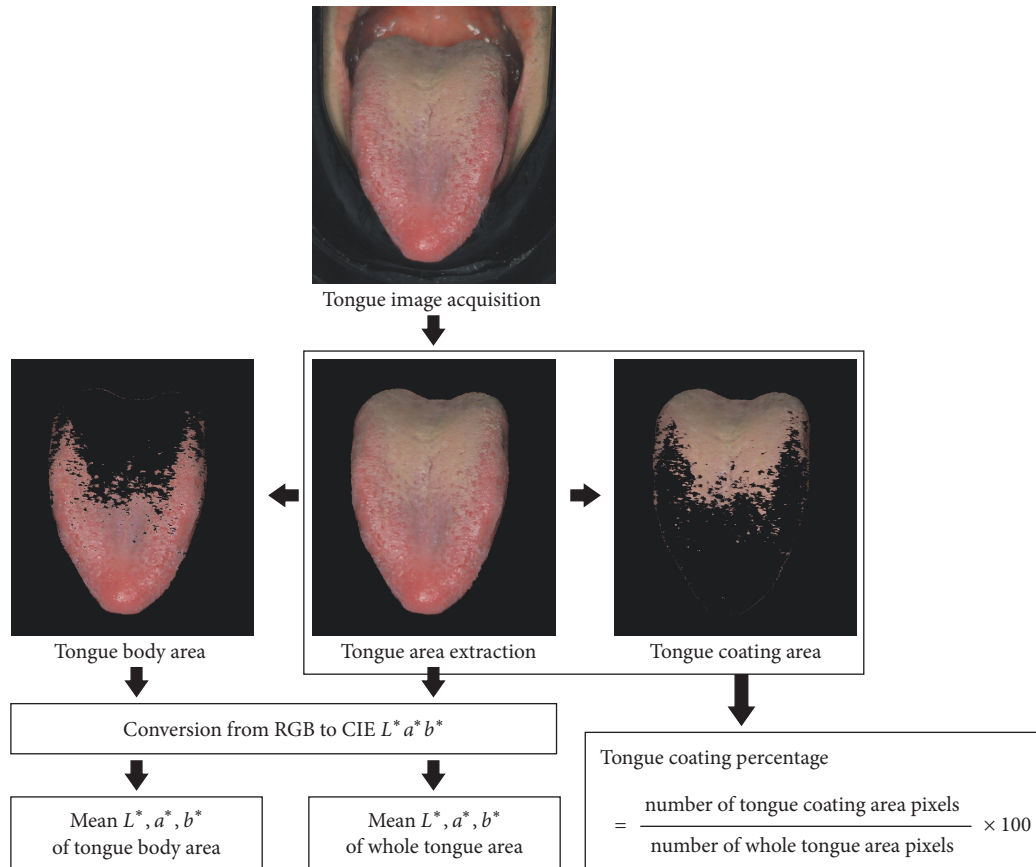 Tongue image acquisition
Tongue body area
Tongue area extraction
Tongue coating area
Conversion from RGB to CIE L* a* b*
Mean L*, a*, b*
of tongue body area
Mean L*, a*, b*
of whole tongue area
Tongue coating percentage
= number of tongue coating area pixels
number of whole tongue area pixels × 100